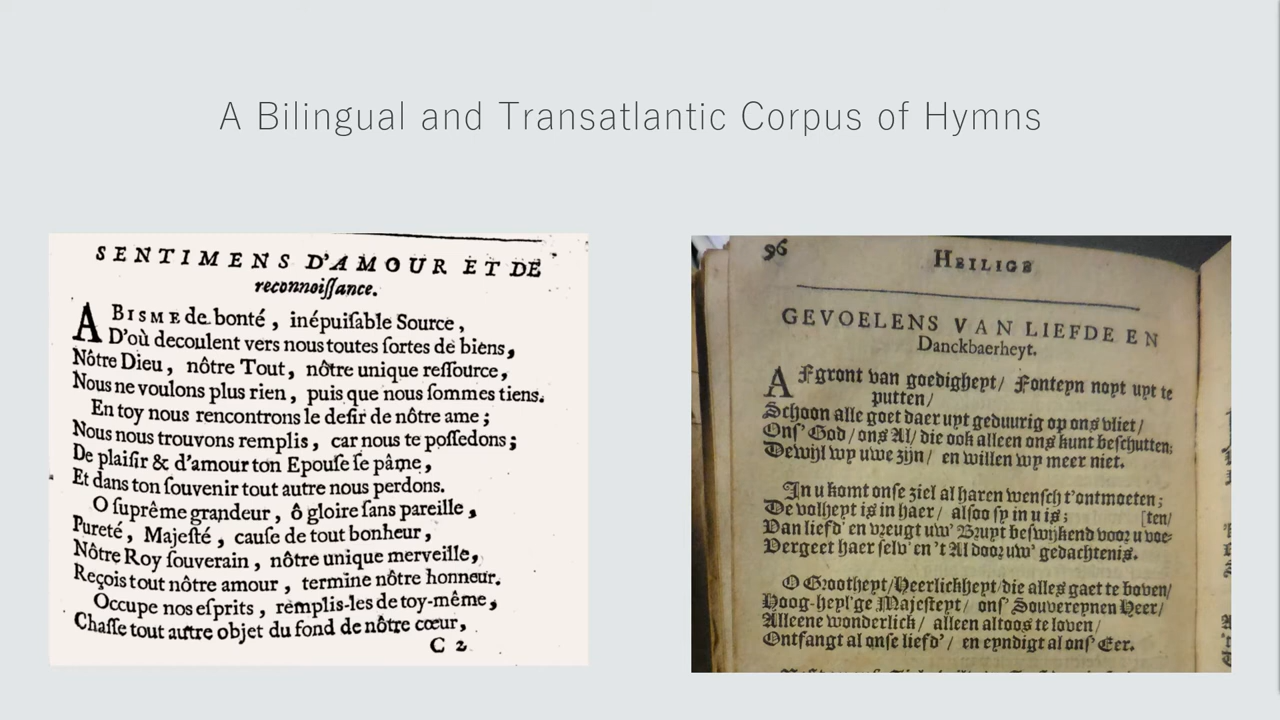 A Bilingual and Transatlantic Corpus of Hymns
SENTIMENS D'AMOUR ET DE
reconnoiſſance.
ABISME de bonté, inépuiſable Source,
D'où decoulent vers nous toutes ſortes de biens,
Nôtre Dieu, nôtre Tout, nôtre unique reſſource,
Nous ne voulons plus rien, puis que nous ſommes tiens.
En toy nous rencontrons le deſir de nôtre ame;
Nous nous trouvons remplis, car nous te poſſedons;
De plaiſir & d'amour ton Epouſe ſe pâme,
Et dans ton ſouvenir tout autre nous perdons.
O ſuprême grandeur, ô gloire ſans pareille,
Pureté, Majeſté, cauſe de tout bonheur,
Nôtre Roy ſouverain, nôtre unique merveille,
Reçois tout nôtre amour, termine nôtre honneur.
Occupe nos eſprits, remplis-les de toy-même,
Chaſſe tout autre objet du fond de nôtre cœur,
C 2
96
HEILIGE
GEVOELENS VAN LIEFDE EN
Danckbaerheyt.
AFgront van goedigheyt/ Fonteyn noyt uyt te
putten/
Schoon alle goet daer uyt geduurig op ons vliet/
Onſ' God/ ons Al/ die ook alleen ons kunt beſchutten;
Dewijl wy uwe zijn/ en willen wy meer niet.
In u komt onſe ziel al haren wenſch t'ontmoeten;
De volheyt is in haer/ alſoo ſy in u is; [ten/
Van liefd' en vreugt uw' Bruyt beſwijkend voor u voe-
Vergeet haer ſelv' en 't Al door uw' gedachtenis.
O Grootheyt/Heerlichheyt/die alles gaet te boven/
Hoog-heyl'ge Majeſteyt/ onſ' Souvereynen Heer/
Alleene wonderlick/ alleen altoos te loven/
Ontfangt al onſe liefd'/ en eyndigt al onſ' Eer.